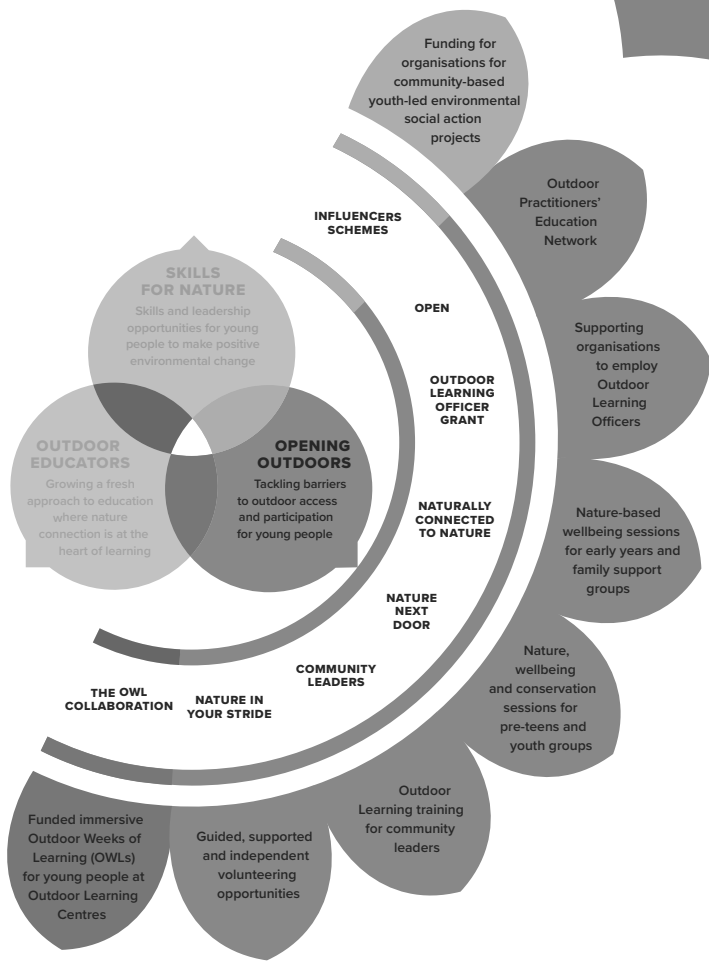 Funding for
organisations for
community-based
youth-led environmental
social action
projects
Outdoor
Practitioners’
Education
Network
Supporting
organisations
to employ
Outdoor
Learning
Officers
Nature-based
wellbeing sessions
for early years and
family support
groups
Nature,
wellbeing
and conservation
sessions for
pre-teens and
youth groups
Outdoor
Learning training
for community
leaders
Guided, supported
and independent
volunteering
opportunities
Funded immersive
Outdoor Weeks of
Learning (OWLs)
for young people at
Outdoor Learning
Centres
INFLUENCERS
SCHEMES
OPEN
OUTDOOR
LEARNING
OFFICER
GRANT
NATURALLY
CONNECTED
TO NATURE
NATURE
NEXT
DOOR
COMMUNITY
LEADERS
NATURE IN
YOUR STRIDE
THE OWL
COLLABORATION
SKILLS
FOR NATURE
Skills and leadership
opportunities for young
people to make positive
environmental change
OUTDOOR
EDUCATORS
Growing a fresh
approach to education
where nature
connection is at the
heart of learning
OPENING
OUTDOORS
Tackling barriers
to outdoor access
and participation
for young people